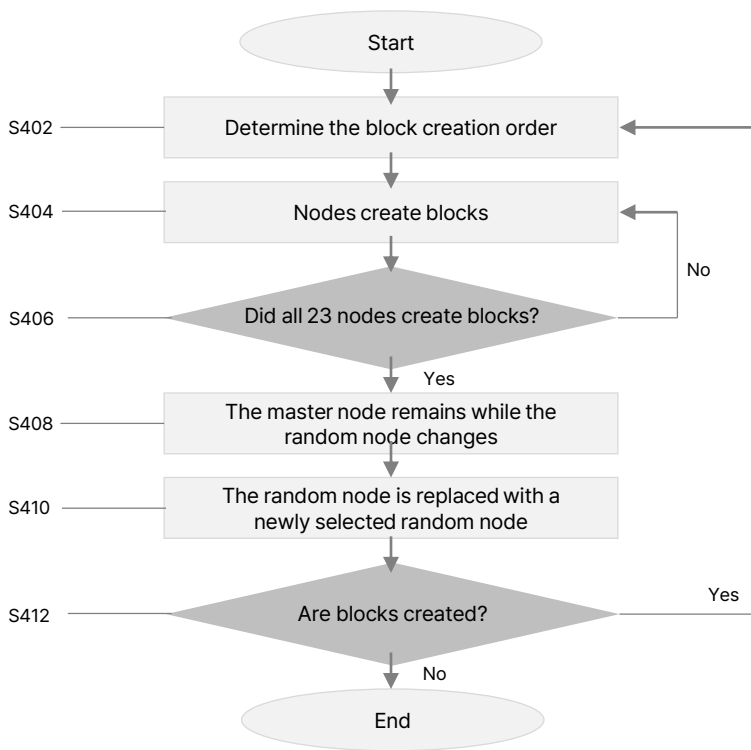 Start
S402
Determine the block creation order
S404
Nodes create blocks
No
S406
Did all 23 nodes create blocks?
Yes
S408
The master node remains while the
random node changes
S410
The random node is replaced with a
newly selected random node
Yes
S412
Are blocks created?
No
End